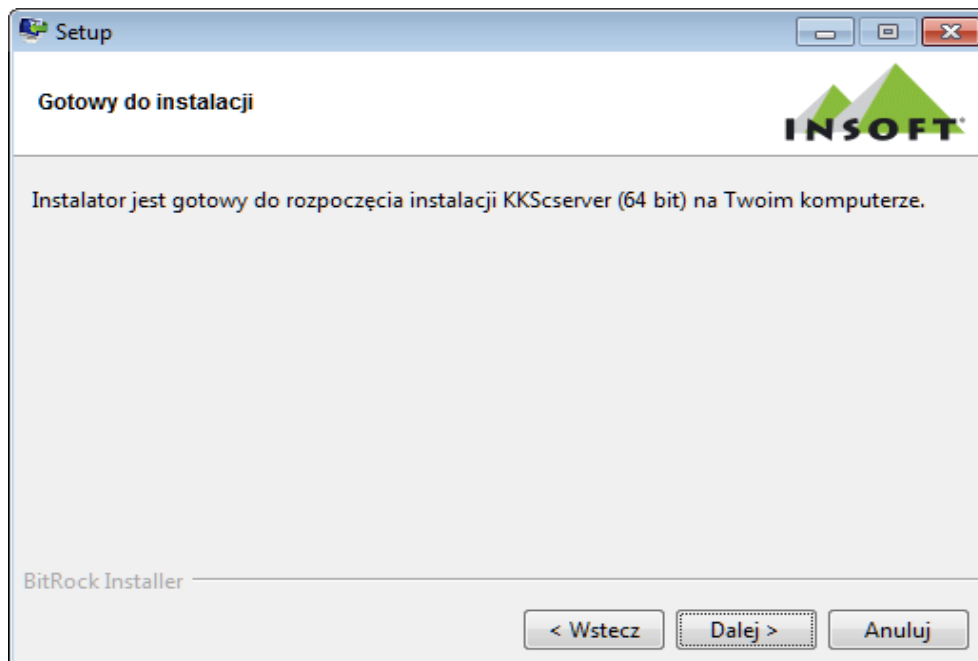 Setup
Gotowy do instalacji
INSOFT
Instalator jest gotowy do rozpoczęcia instalacji KKScserver (64 bit) na Twoim komputerze.
BitRock Installer
< Wstecz
Dalej >
Anuluj